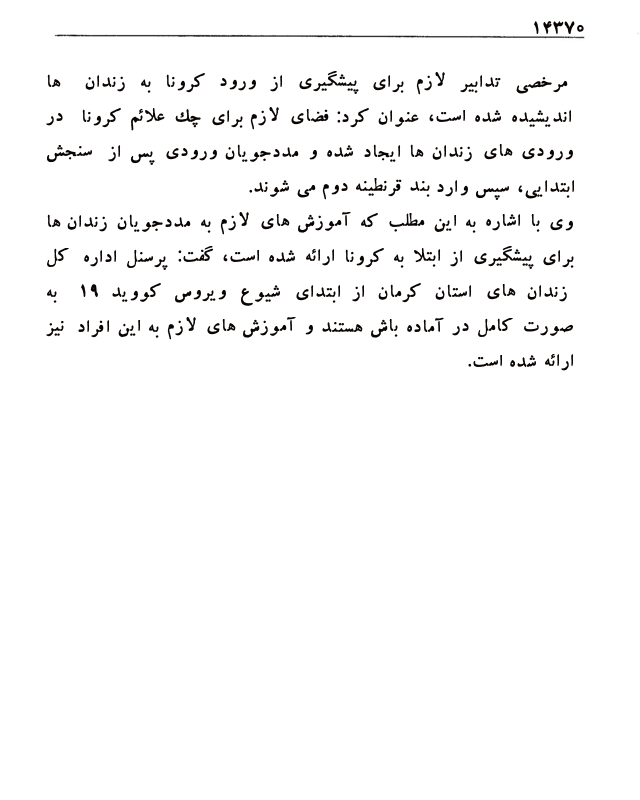 ۱۴۳۷۰
مرخصی تدابیر لازم برای پیشگیری از ورود کرونا به زندان ها
اندیشیده شده است، عنوان کرد: فضای لازم برای چك علائم کرونا در
ورودی های زندان ها ایجاد شده و مددجویان ورودی پس از سنجش
ابتدایی، سپس وارد بند قرنطینه دوم می شوند.
وی با اشاره به این مطلب که آموزش های لازم به مددجویان زندان ها
برای پیشگیری از ابتلا به کرونا ارائه شده است، گفت: پرسنل اداره کل
زندان های استان کرمان از ابتدای شیوع ویروس کووید ۱۹ به
صورت کامل در آماده باش هستند و آموزش های لازم به این افراد نیز
ارائه شده است.